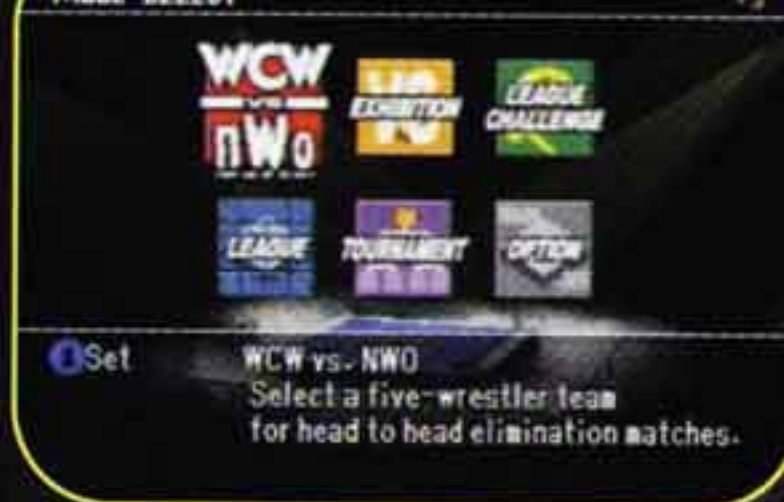 WCW
VS
nWo
EXHIBITION
LEAGUE
CHALLENGE
LEAGUE
TOURNAMENT
OPTION
Set
WCW vs. NWO
Select a five-wrestler team
for head to head elimination matches.